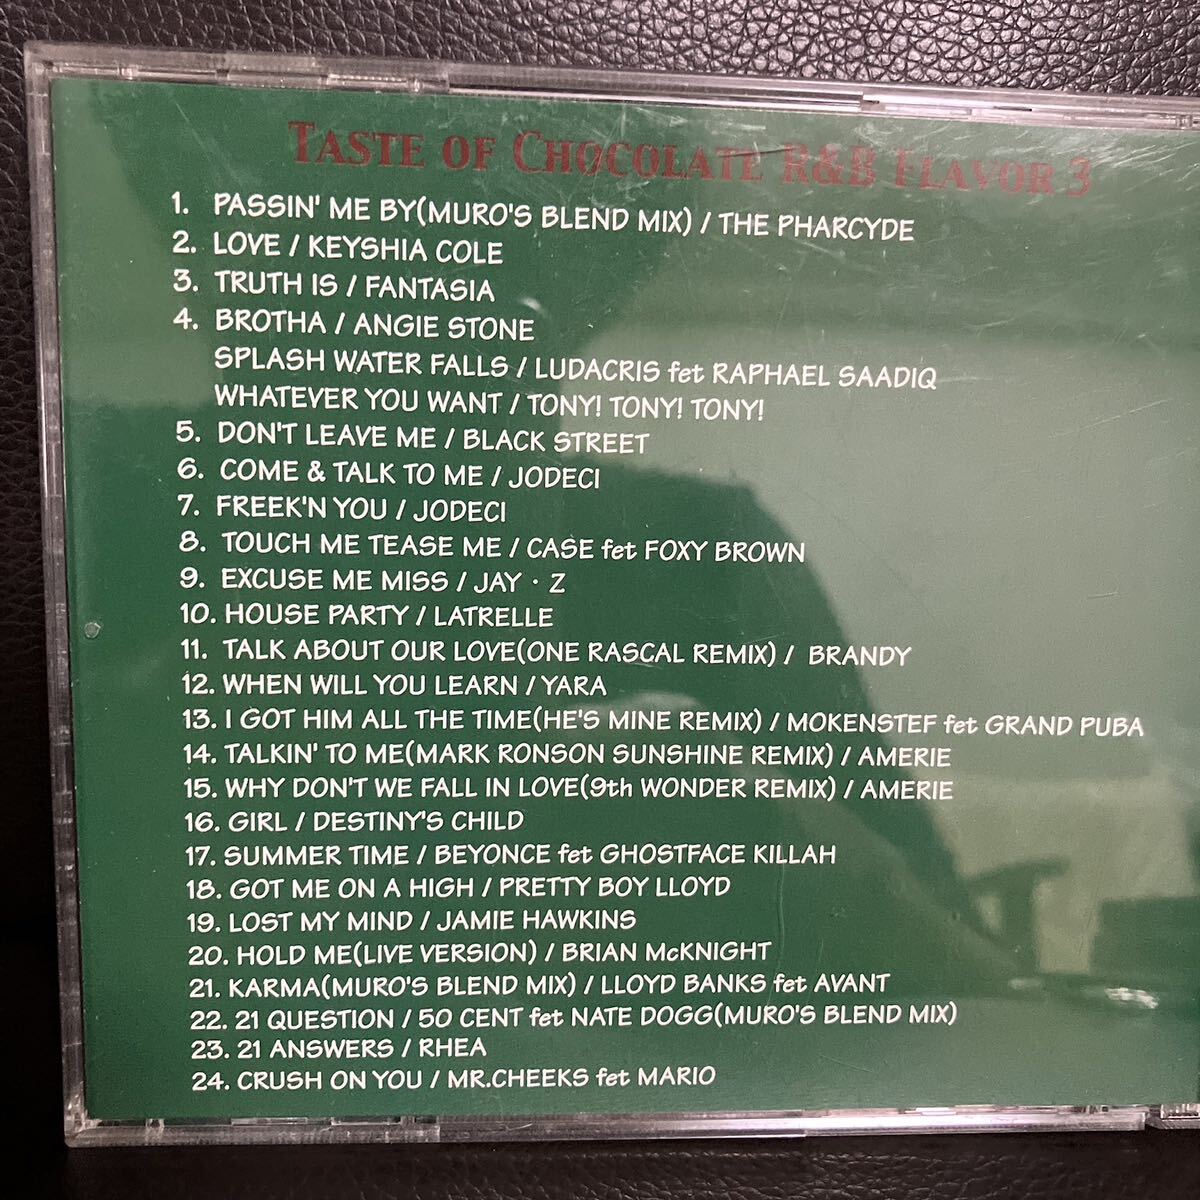 TASTE OF CHOCOLATE R&B FLAVOR 3
1. PASSIN' ME BY(MURO'S BLEND MIX) / THE PHARCYDE
2. LOVE / KEYSHIA COLE
3. TRUTH IS / FANTASIA
4. BROTHA / ANGIE STONE
SPLASH WATER FALLS / LUDACRIS fet RAPHAEL SAADIQ
WHATEVER YOU WANT / TONY! TONY! TONY!
5. DON'T LEAVE ME / BLACK STREET
6. COME & TALK TO ME / JODECI
7. FREEK'N YOU / JODECI
8. TOUCH ME TEASE ME / CASE fet FOXY BROWN
9. EXCUSE ME MISS / JAY・Z
10. HOUSE PARTY / LATRELLE
11. TALK ABOUT OUR LOVE(ONE RASCAL REMIX) / BRANDY
12. WHEN WILL YOU LEARN / YARA
13. I GOT HIM ALL THE TIME(HE'S MINE REMIX) / MOKENSTEF fet GRAND PUBA
14. TALKIN' TO ME(MARK RONSON SUNSHINE REMIX) / AMERIE
15. WHY DON'T WE FALL IN LOVE(9th WONDER REMIX) / AMERIE
16. GIRL / DESTINY'S CHILD
17. SUMMER TIME / BEYONCE fet GHOSTFACE KILLAH
18. GOT ME ON A HIGH / PRETTY BOY LLOYD
19. LOST MY MIND / JAMIE HAWKINS
20. HOLD ME(LIVE VERSION) / BRIAN McKNIGHT
21. KARMA(MURO'S BLEND MIX) / LLOYD BANKS fet AVANT
22. 21 QUESTION / 50 CENT fet NATE DOGG(MURO'S BLEND MIX)
23. 21 ANSWERS / RHEA
24. CRUSH ON YOU / MR.CHEEKS fet MARIO